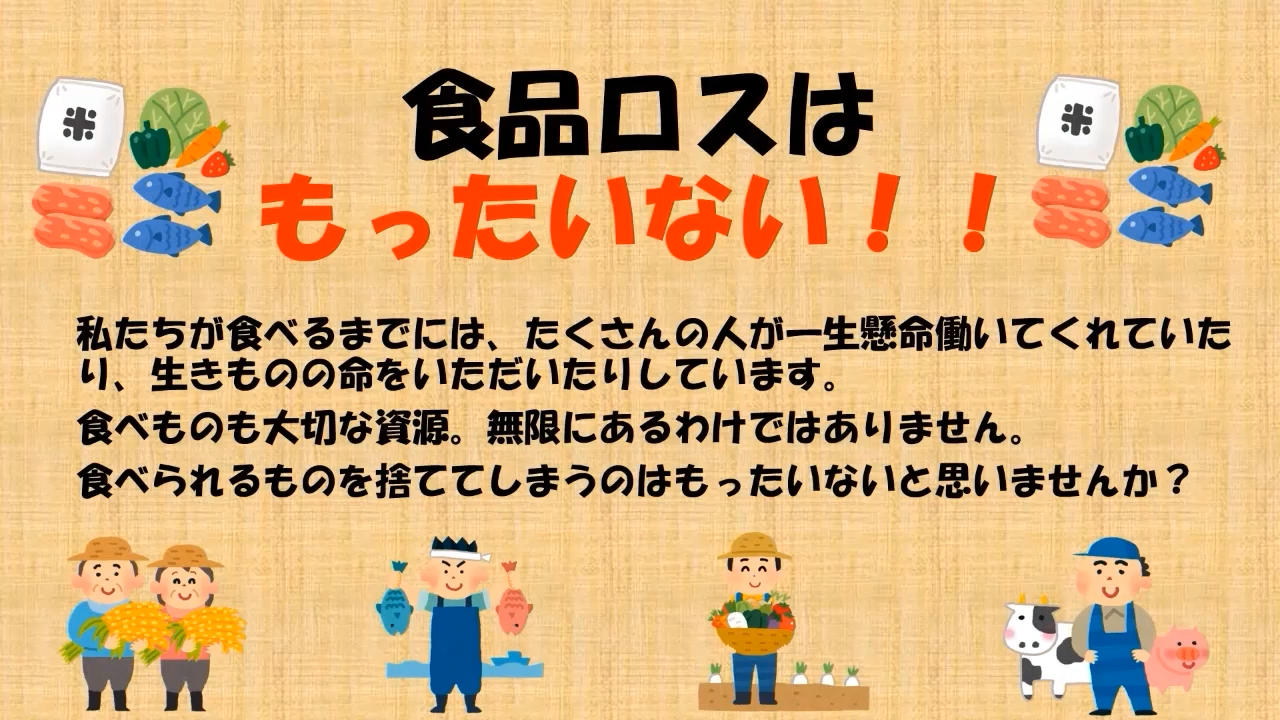 米
米
食品ロスは
もったいない！！
私たちが食べるまでには、たくさんの人が一生懸命働いてくれていた
り、生きものの命をいただいたりしています。
食べものも大切な資源。無限にあるわけではありません。
食べられるものを捨ててしまうのはもったいないと思いませんか？